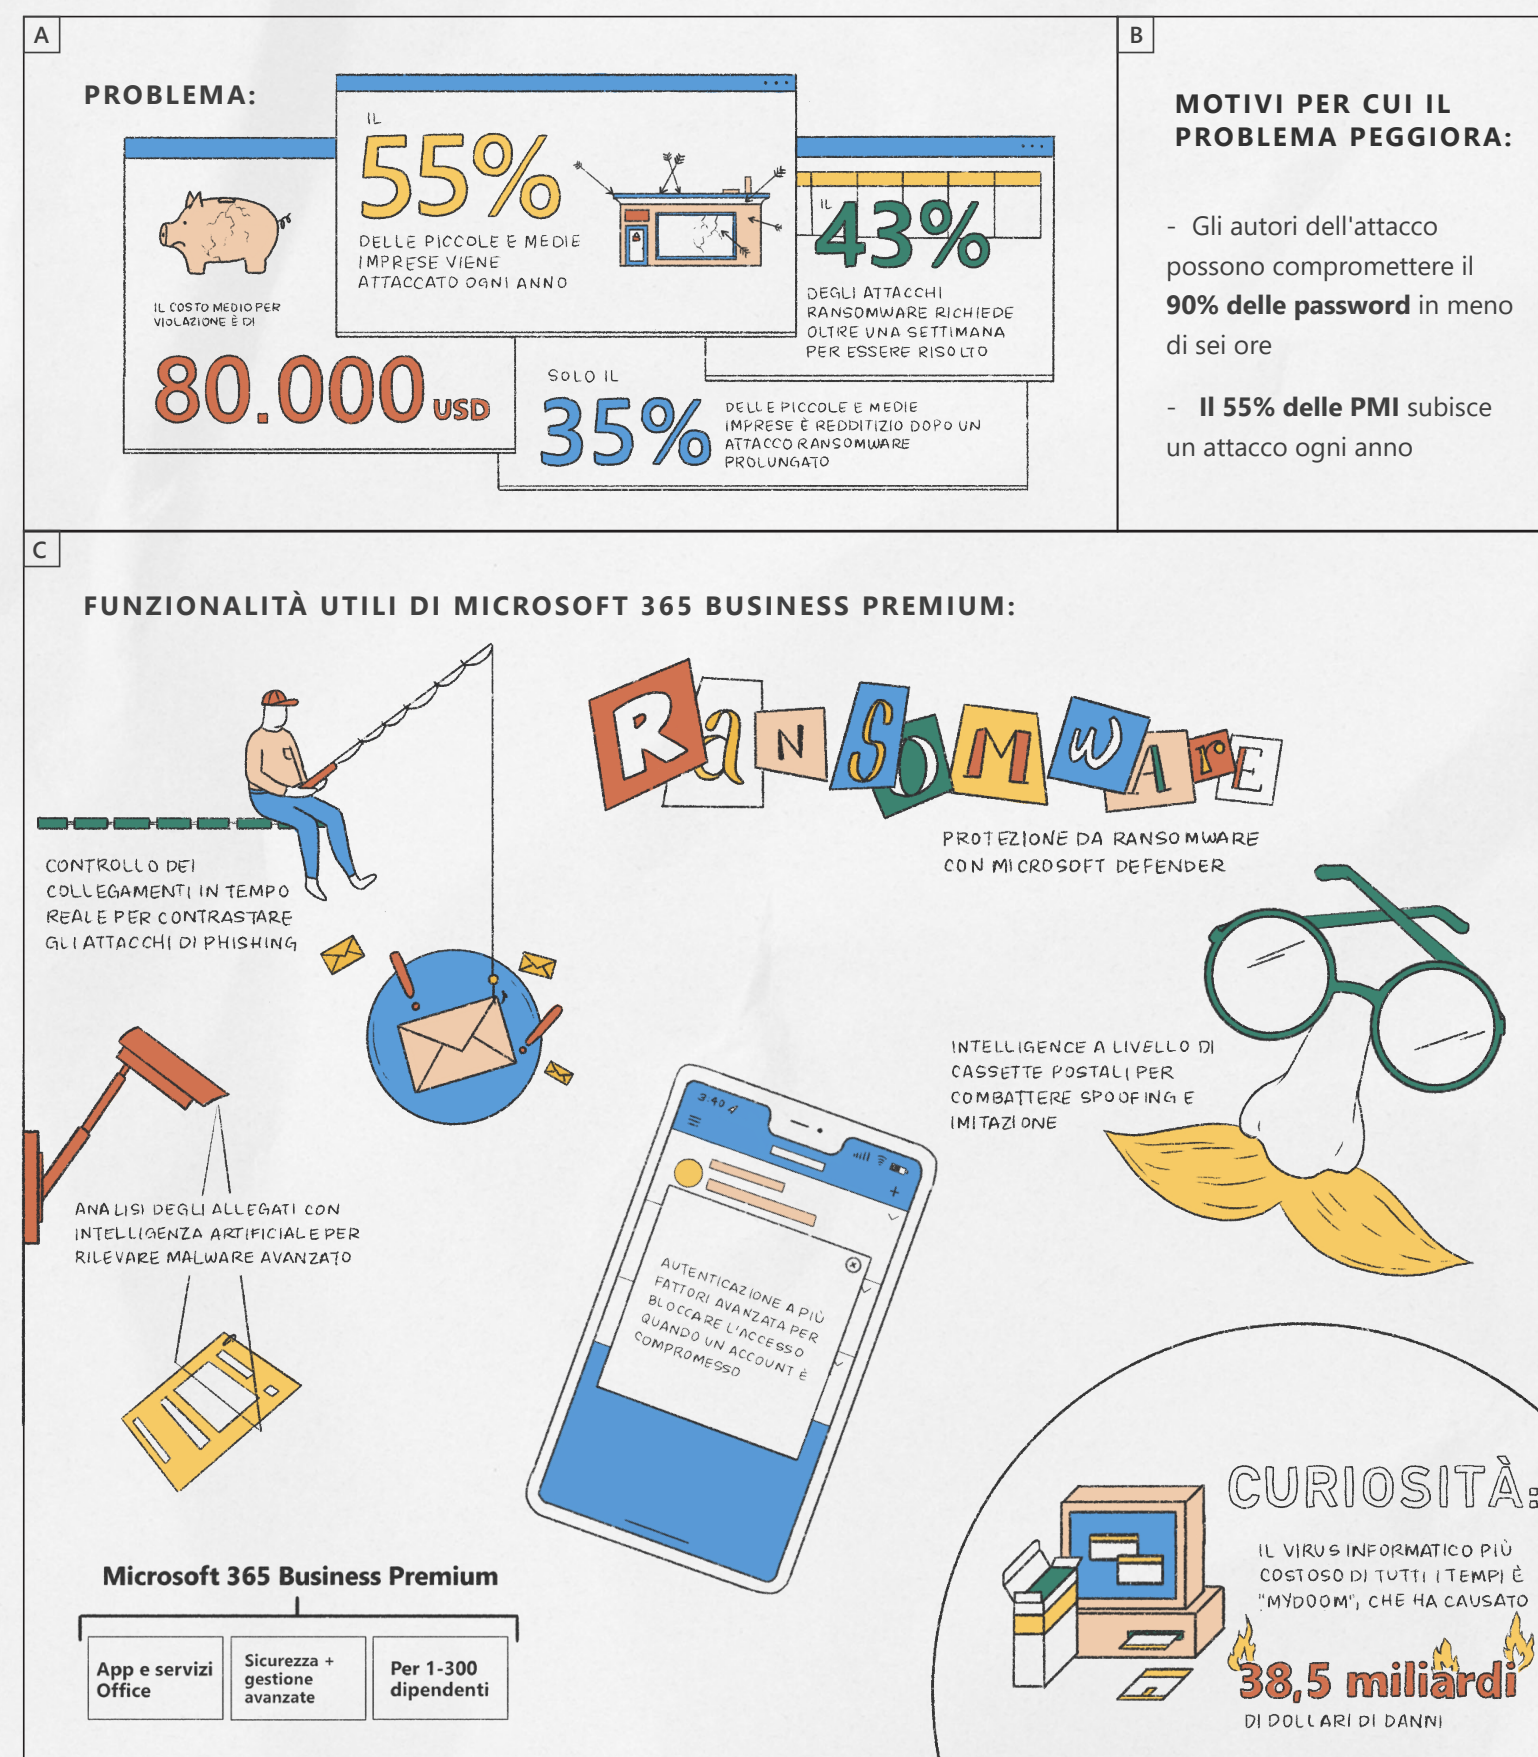 A
PROBLEMA:
IL
55%
DELLE PICCOLE E MEDIE
IMPRESE VIENE
ATTACCATO OGNI ANNO
IL COSTO MEDIO PER
VIOLAZIONE È DI
80.000 USD
IL
43%
DEGLI ATTACCHI
RANSOMWARE RICHIEDE
OLTRE UNA SETTIMANA
PER ESSERE RISOLTO
SOLO IL
35%
DELLE PICCOLE E MEDIE
IMPRESE È REDDITIZIO DOPO UN
ATTACCO RANSOMWARE
PROLUNGATO
B
MOTIVI PER CUI IL
PROBLEMA PEGGIORA:
- Gli autori dell'attacco
possono compromettere il
90% delle password in meno
di sei ore
- Il 55% delle PMI subisce
un attacco ogni anno
C
FUNZIONALITÀ UTILI DI MICROSOFT 365 BUSINESS PREMIUM:
RaNSOMWArE
PROTEZIONE DA RANSOMWARE
CON MICROSOFT DEFENDER
CONTROLLO DEI
COLLEGAMENTI IN TEMPO
REALE PER CONTRASTARE
GLI ATTACCHI DI PHISHING
INTELLIGENCE A LIVELLO DI
CASSETTE POSTALI PER
COMBATTERE SPOOFING E
IMITAZIONE
ANALISI DEGLI ALLEGATI CON
INTELLIGENZA ARTIFICIALE PER
RILEVARE MALWARE AVANZATO
3:40
AUTENTICAZIONE A PIÙ
FATTORI AVANZATA PER
BLOCCARE L'ACCESSO
QUANDO UN ACCOUNT È
COMPROMESSO
CURIOSITÀ:
IL VIRUS INFORMATICO PIÙ
COSTOSO DI TUTTI I TEMPI È
"MYDOOM", CHE HA CAUSATO
38,5 miliardi
DI DOLLARI DI DANNI
Microsoft 365 Business Premium
App e servizi
Office
Sicurezza +
gestione
avanzate
Per 1-300
dipendenti